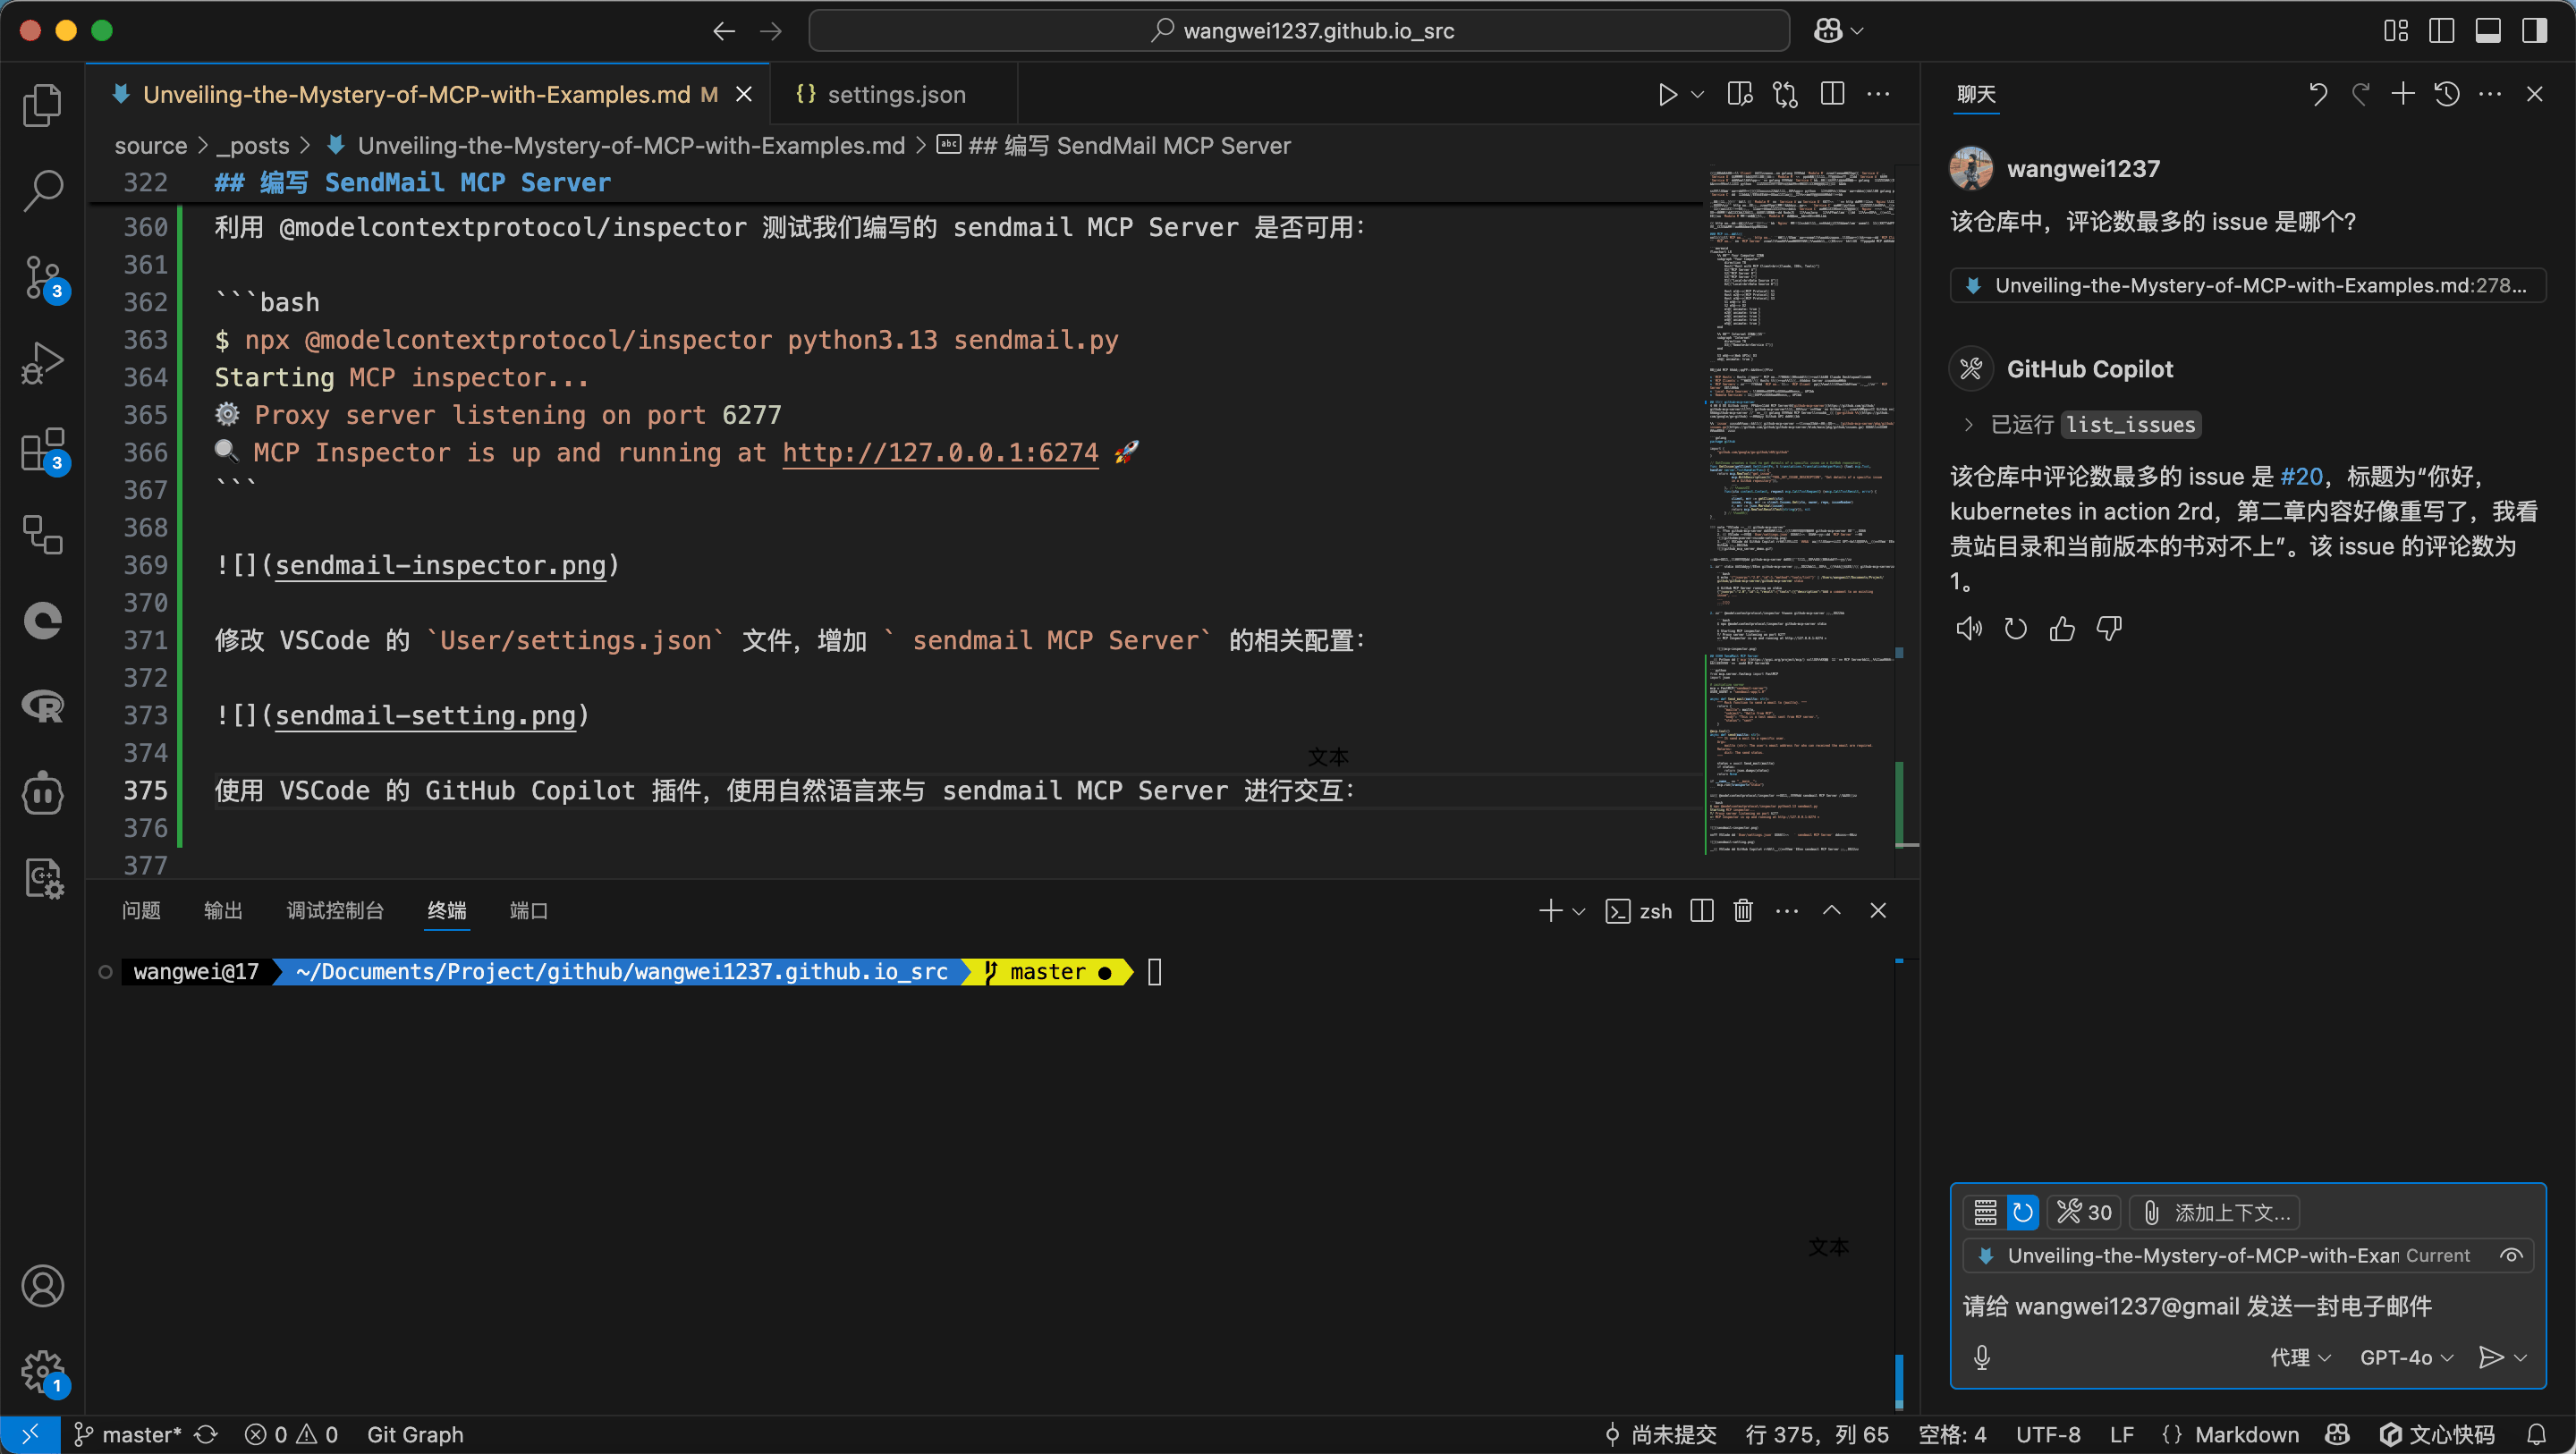 wangwei1237.github.io_src
Unveiling-the-Mystery-of-MCP-with-Examples.md M
{} settings.json
source > _posts > Unveiling-the-Mystery-of-MCP-with-Examples.md > ## 编写 SendMail MCP Server
322 ## 编写 SendMail MCP Server
360 利用 @modelcontextprotocol/inspector 测试我们编写的 sendmail MCP Server 是否可用：
361
362 ```bash
363 $ npx @modelcontextprotocol/inspector python3.13 sendmail.py
364 Starting MCP inspector...
365 ⚙️ Proxy server listening on port 6277
366 🔍 MCP Inspector is up and running at http://127.0.0.1:6274 🚀
367 ```
368
369 ![](sendmail-inspector.png)
370
371 修改 VSCode 的 `User/settings.json` 文件，增加 ` sendmail MCP Server` 的相关配置：
372
373 ![](sendmail-setting.png)
374
文本
375 使用 VSCode 的 GitHub Copilot 插件，使用自然语言来与 sendmail MCP Server 进行交互：
376
377
问题 输出 调试控制台 终端 端口
zsh
wangwei@17 ~/Documents/Project/github/wangwei1237.github.io_src master ●
文本
聊天
wangwei1237
该仓库中，评论数最多的 issue 是哪个？
Unveiling-the-Mystery-of-MCP-with-Examples.md:278...
GitHub Copilot
> 已运行 list_issues
该仓库中评论数最多的 issue 是 #20，标题为“你好，
kubernetes in action 2rd，第二章内容好像重写了，我看
贵站目录和当前版本的书对不上”。该 issue 的评论数为
1。
30 添加上下文...
Unveiling-the-Mystery-of-MCP-with-Exar Current
请给 wangwei1237@gmail 发送一封电子邮件
代理 GPT-4o
3
3
1
master* 0 0 Git Graph
尚未提交 行 375，列 65 空格: 4 UTF-8 LF {} Markdown 文心快码